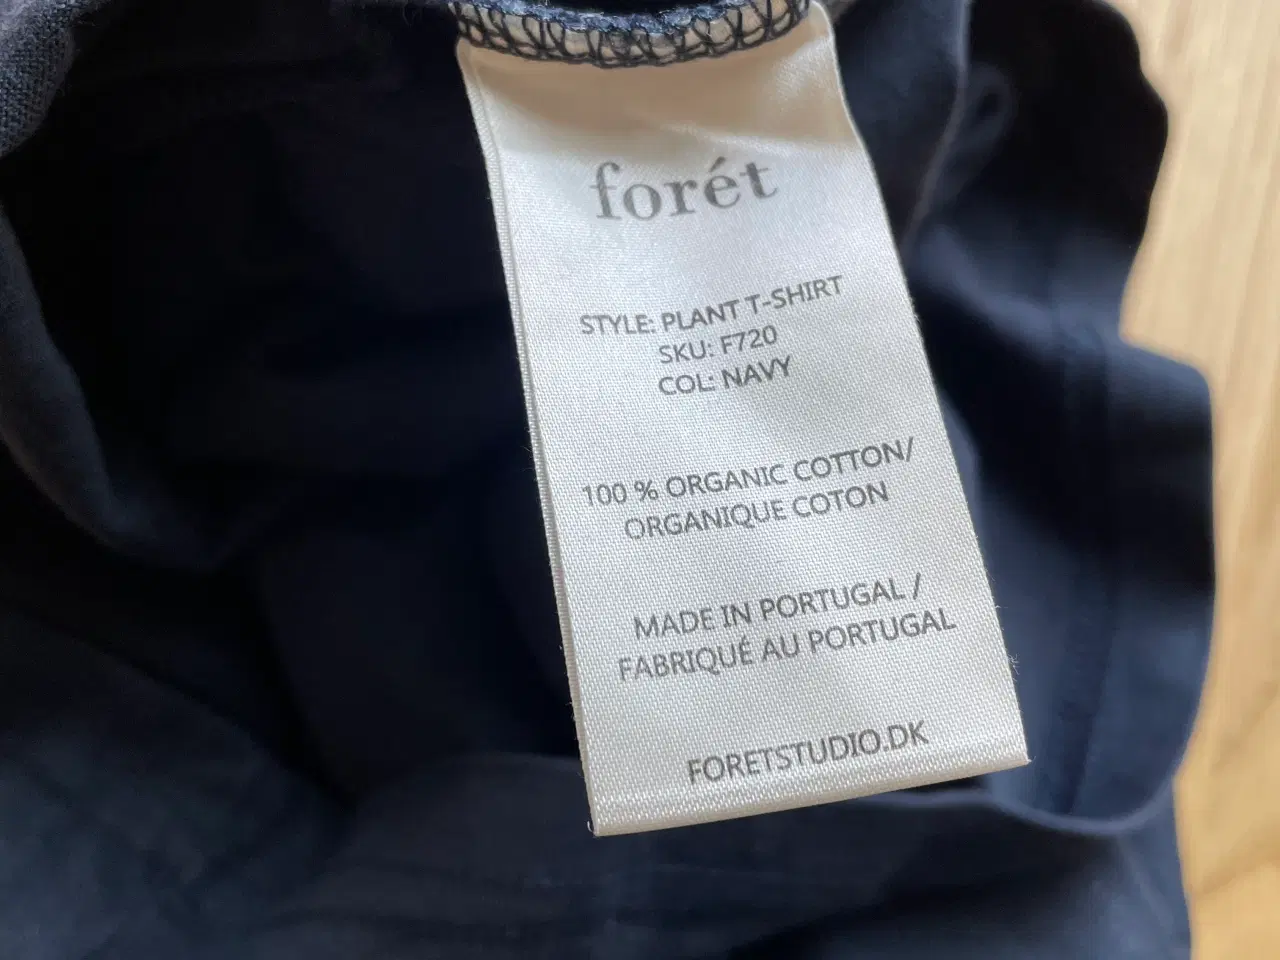 forét
STYLE: PLANT T-SHIRT
SKU: F720
COL: NAVY
100 % ORGANIC COTTON/
ORGANIQUE COTON
MADE IN PORTUGAL /
FABRIQUÉ AU PORTUGAL
FORETSTUDIO.DK